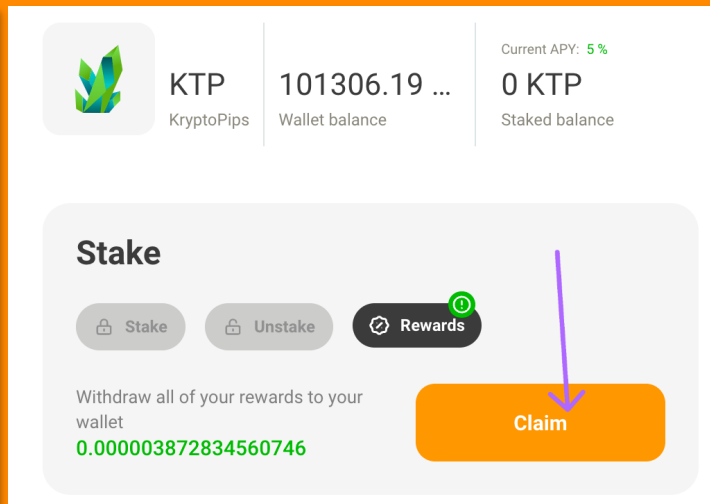 KTP
KryptoPips
101306.19 ...
Wallet balance
Current APY: 5 %
0 KTP
Staked balance
Stake
Stake
Unstake
Rewards
Withdraw all of your rewards to your
wallet
0.000003872834560746
Claim